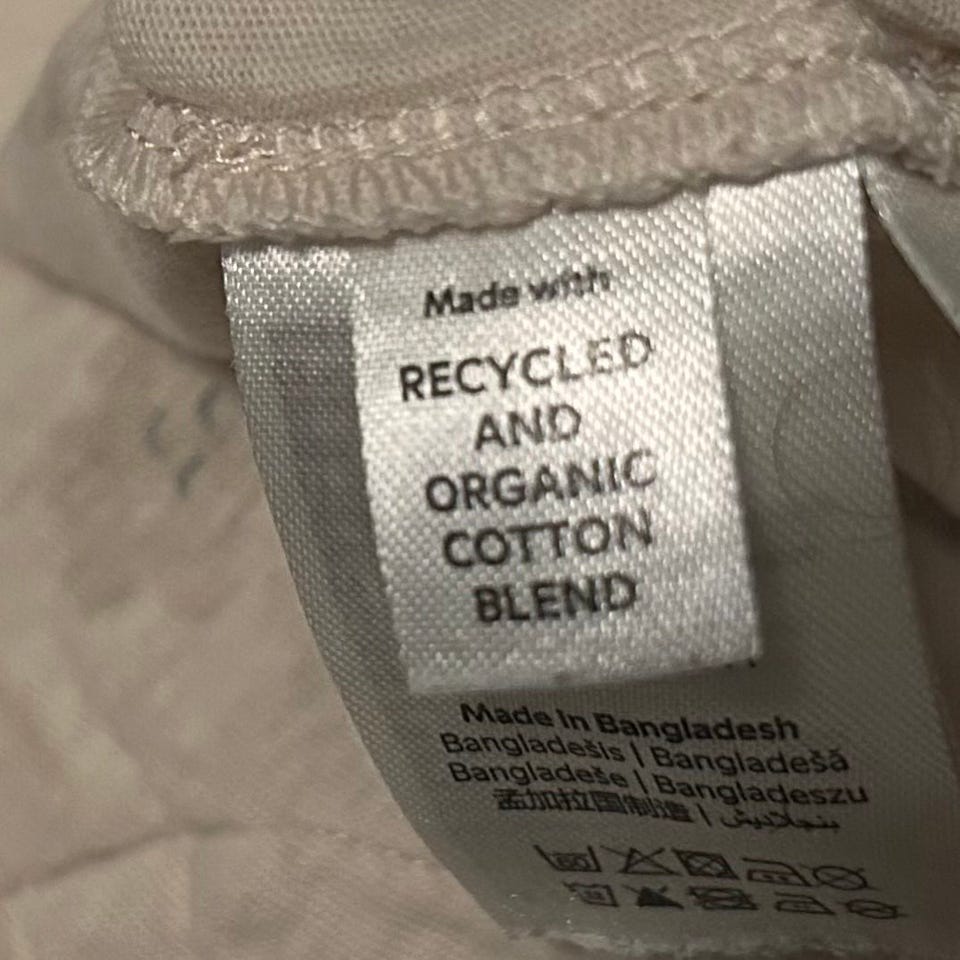 Made with
RECYCLED
AND
ORGANIC
COTTON
BLEND
Made in Bangladesh
Bangladešis | Bangladešā
Bangladeše | Bangladeszu
孟加拉国制造 | بنجلاديش